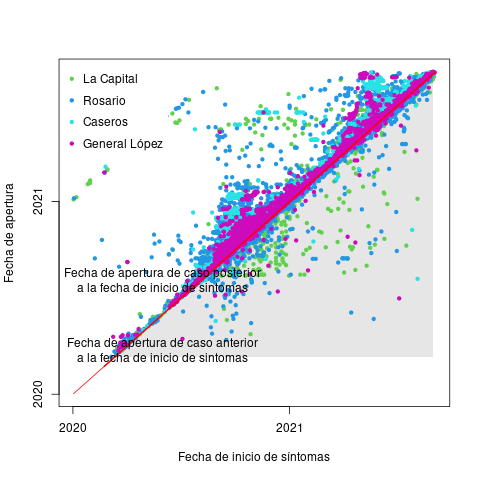 La Capital
Rosario
Caseros
General López
Fecha de apertura
2021
2020
Fecha de apertura de caso posterior
a la fecha de inicio de síntomas
Fecha de apertura de caso anterior
a la fecha de inicio de síntomas
2020
2021
Fecha de inicio de síntomas